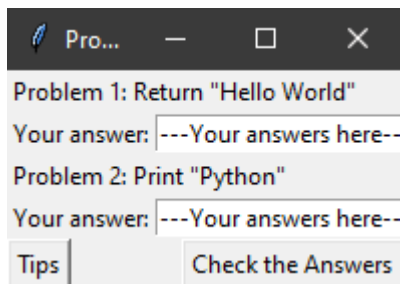 Pro...
Problem 1: Return "Hello World"
Your answer: ---Your answers here--
Problem 2: Print "Python"
Your answer: ---Your answers here--
Tips Check the Answers